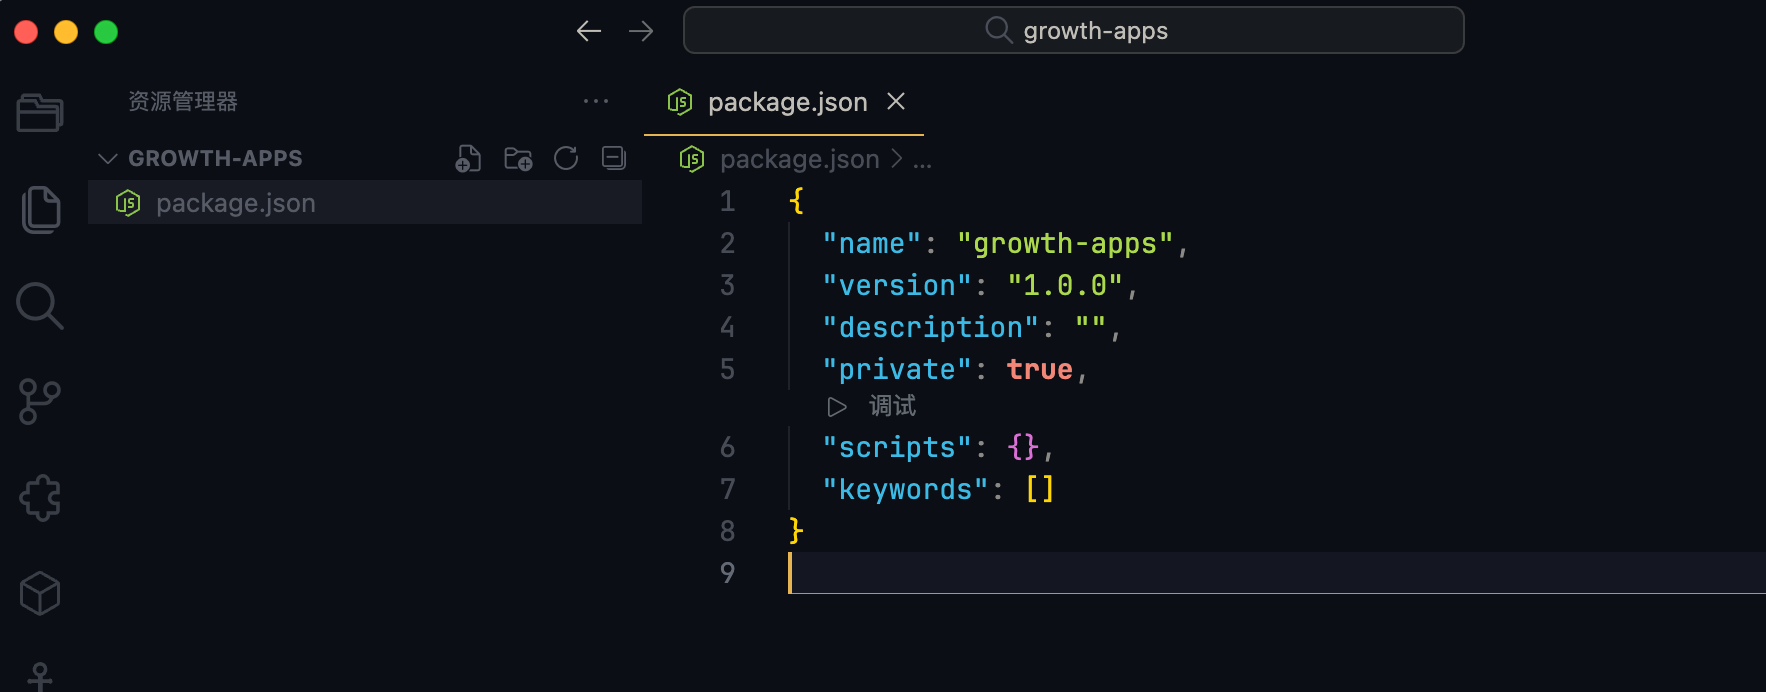 growth-apps
资源管理器
GROWTH-APPS
package.json
package.json
package.json > ...
1 {
2 "name": "growth-apps",
3 "version": "1.0.0",
4 "description": "",
5 "private": true,
调试
6 "scripts": {},
7 "keywords": []
8 }
9